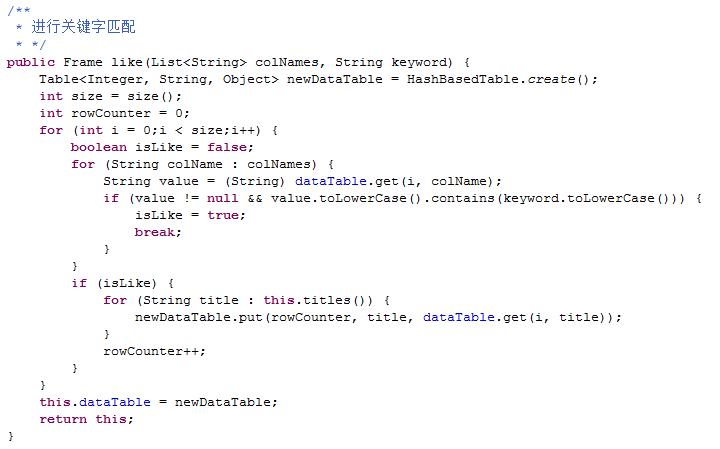 /**
 * 进行关键字匹配
 * */
public Frame like(List<String> colNames, String keyword) {
    Table<Integer, String, Object> newDataTable = HashBasedTable.create();
    int size = size();
    int rowCounter = 0;
    for (int i = 0;i < size;i++) {
        boolean isLike = false;
        for (String colName : colNames) {
            String value = (String) dataTable.get(i, colName);
            if (value != null && value.toLowerCase().contains(keyword.toLowerCase())) {
                isLike = true;
                break;
            }
        }
        if (isLike) {
            for (String title : this.titles()) {
                newDataTable.put(rowCounter, title, dataTable.get(i, title));
            }
            rowCounter++;
        }
    }
    this.dataTable = newDataTable;
    return this;
}